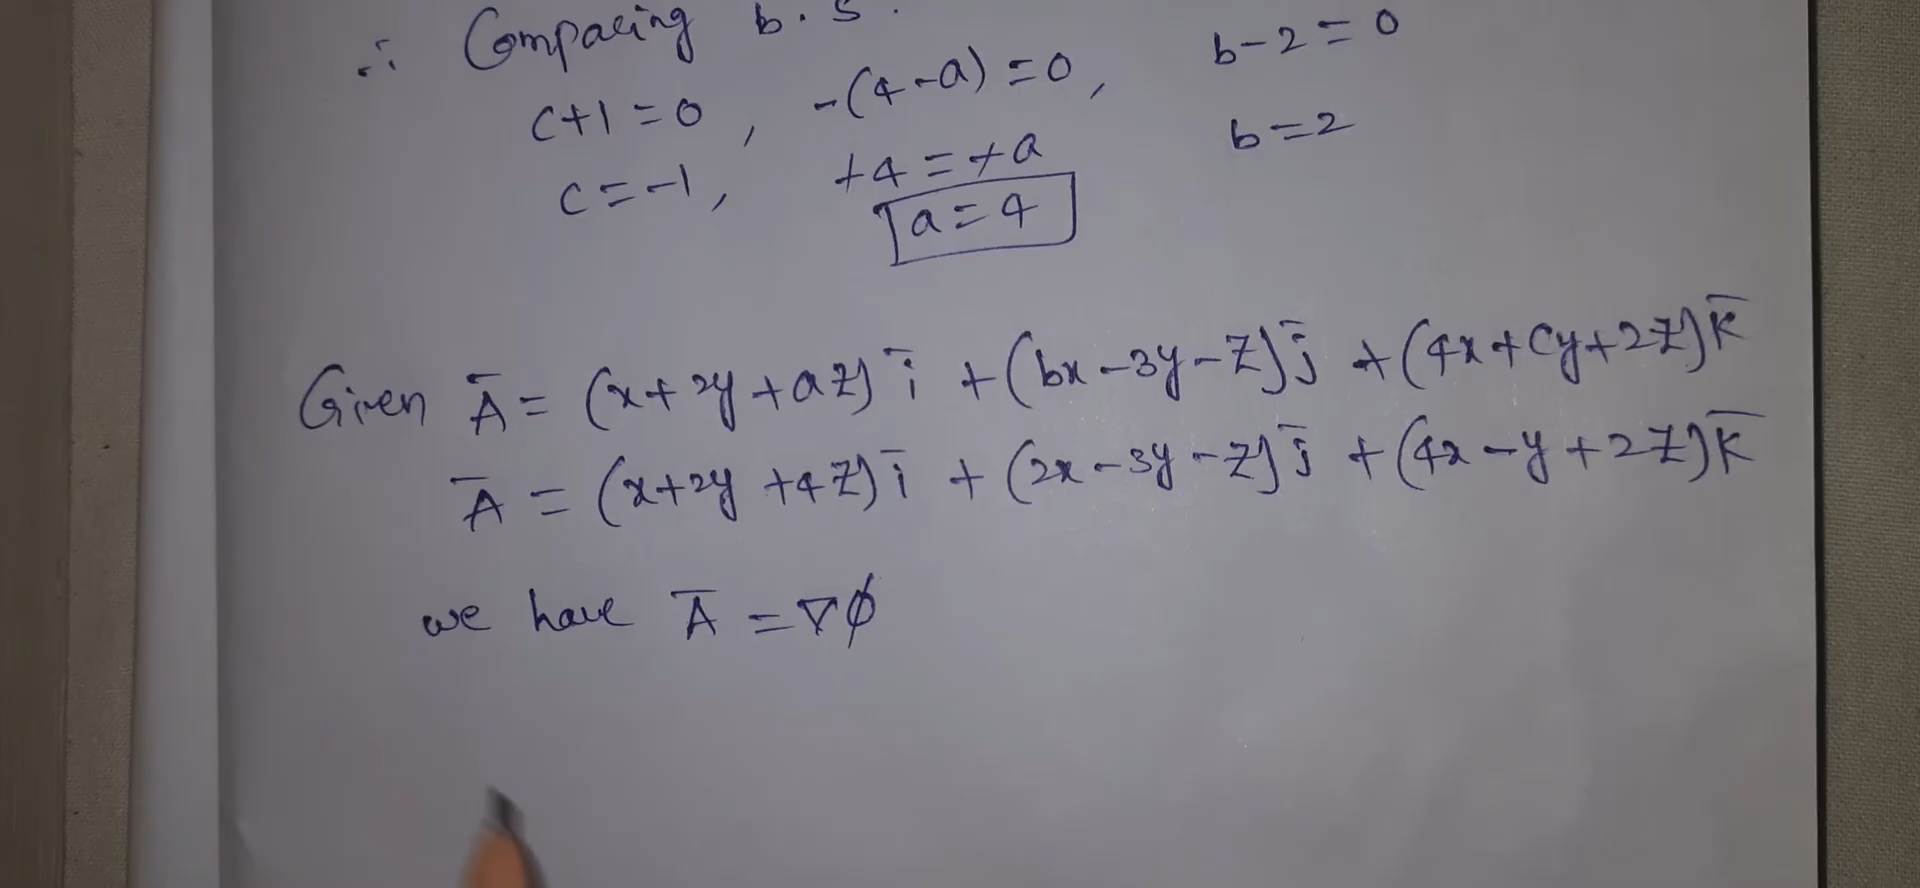 ∴ Comparing b.s.
c+1=0, -(4-a)=0, b-2=0
c=-1, +4=+a b=2
a=4
Given A̅ = (x+2y+az) i̅ + (bx-3y-z) j̅ + (4x+cy+2z) k̅
A̅ = (x+2y+4z) i̅ + (2x-3y-z) j̅ + (4x-y+2z) k̅
we have A̅ = ∇ϕ